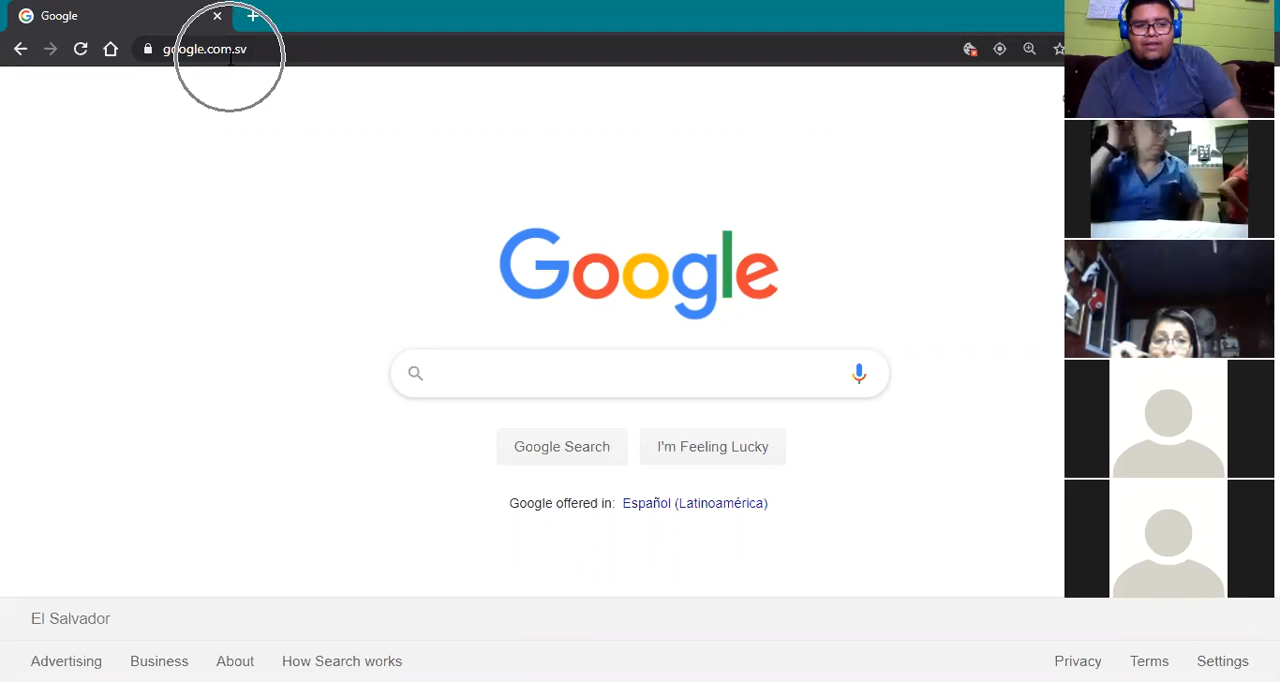 Google
google.com.sv
Google
Google Search
I'm Feeling Lucky
Google offered in: Español (Latinoamérica)
El Salvador
Advertising
Business
About
How Search works
Privacy
Terms
Settings